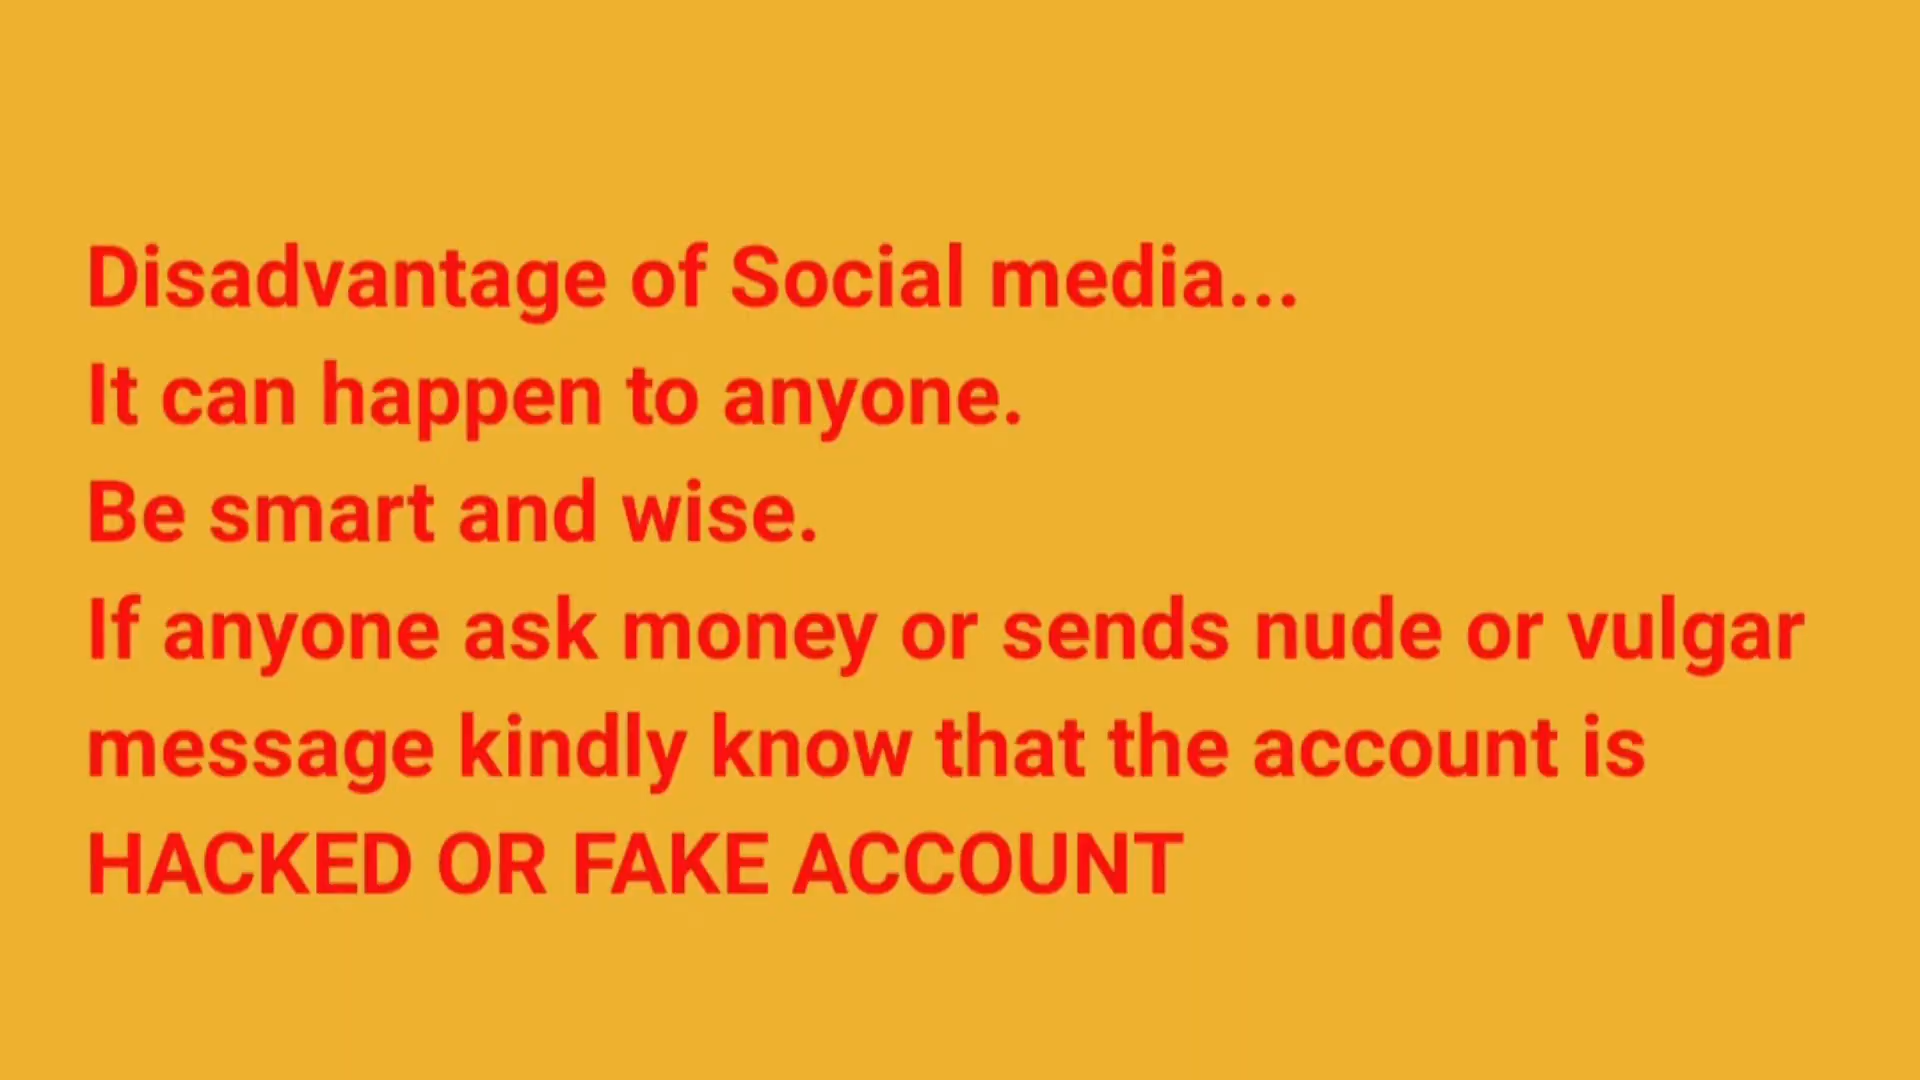 Disadvantage of Social media...
It can happen to anyone.
Be smart and wise.
If anyone ask money or sends nude or vulgar
message kindly know that the account is
HACKED OR FAKE ACCOUNT